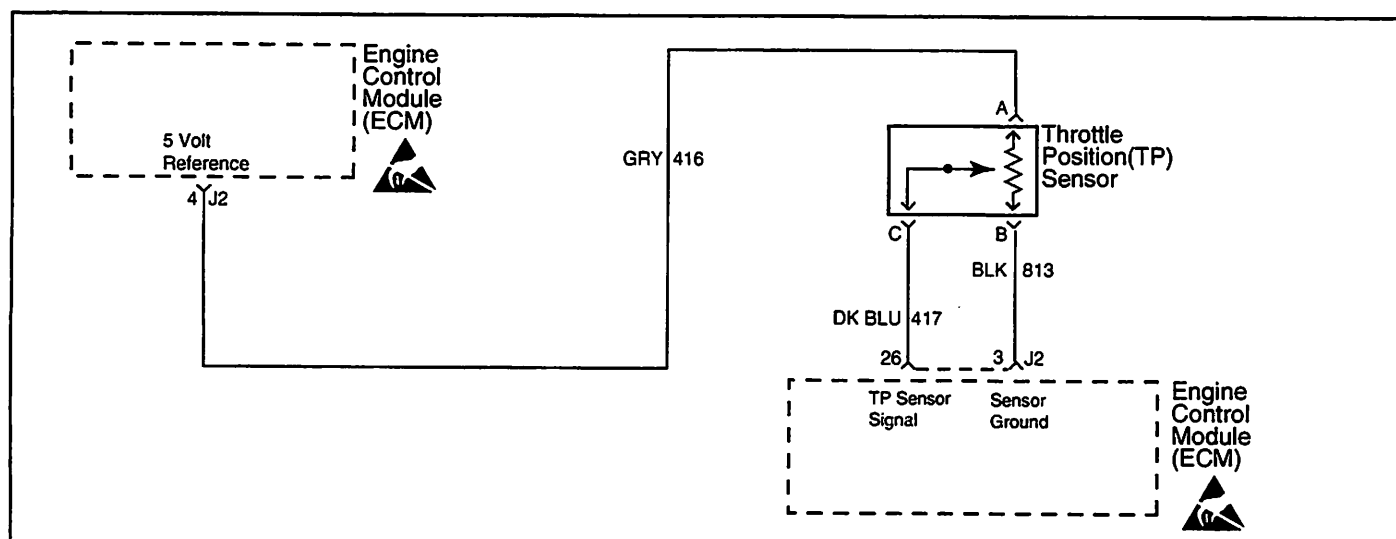 Engine
Control
Module
(ECM)
5 Volt
Reference
4 J2
GRY 416
A
Throttle
Position(TP)
Sensor
C B
BLK 813
DK BLU 417
26 3 J2
TP Sensor
Signal
Sensor
Ground
Engine
Control
Module
(ECM)